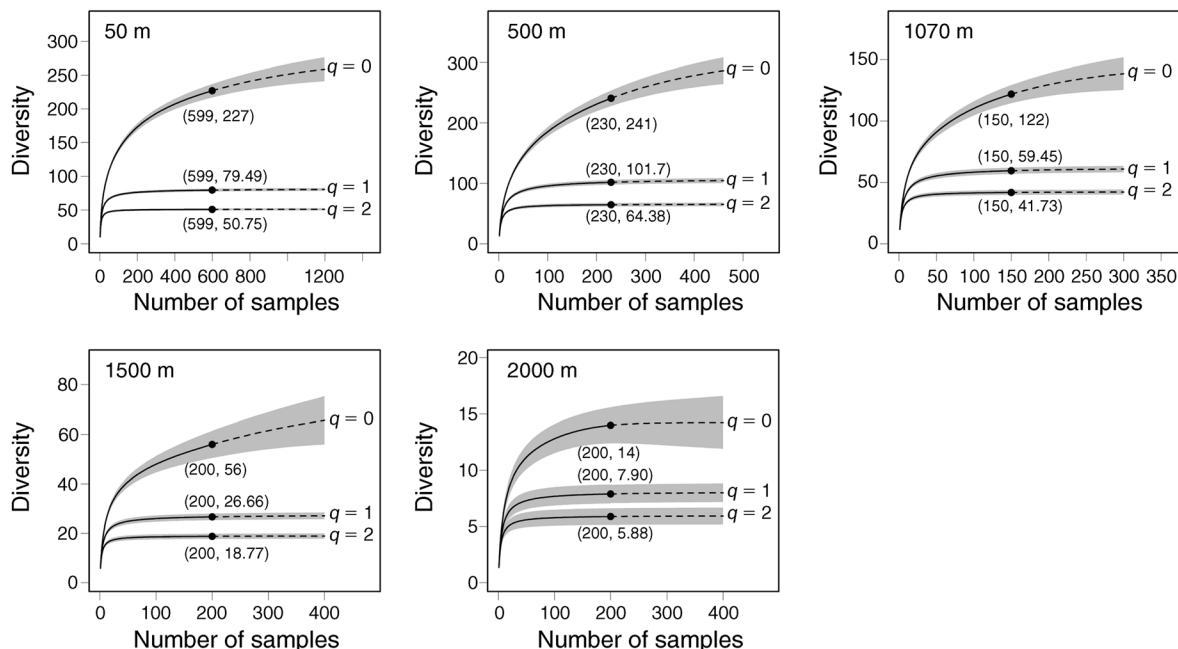 50 m
300
250
200
150
100
50
0
Diversity
q = 0
(599, 227)
(599, 79.49)
q = 1
q = 2
(599, 50.75)
0 200 400 600 800 1200
Number of samples
500 m
300
200
100
0
Diversity
q = 0
(230, 241)
(230, 101.7)
q = 1
q = 2
(230, 64.38)
0 100 200 300 400 500
Number of samples
1070 m
150
100
50
0
Diversity
q = 0
(150, 122)
(150, 59.45)
q = 1
q = 2
(150, 41.73)
0 50 100 150 200 250 300 350
Number of samples
1500 m
80
60
40
20
0
Diversity
q = 0
(200, 56)
(200, 26.66)
q = 1
q = 2
(200, 18.77)
0 100 200 300 400
Number of samples
2000 m
20
15
10
5
0
Diversity
q = 0
(200, 14)
(200, 7.90)
q = 1
q = 2
(200, 5.88)
0 100 200 300 400
Number of samples